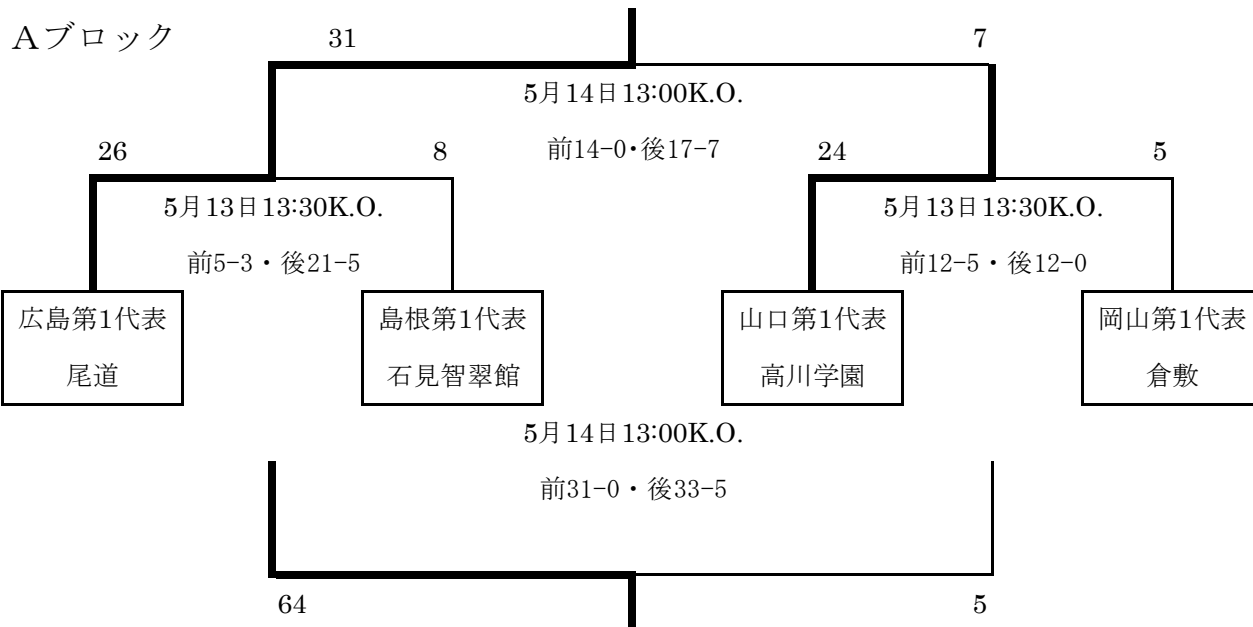 Aブロック
31
7
5月14日13:00K.O.
前14-0・後17-7
26
8
24
5
5月13日13:30K.O.
5月13日13:30K.O.
前5-3・後21-5
前12-5・後12-0
広島第1代表
尾道
島根第1代表
石見智翠館
山口第1代表
高川学園
岡山第1代表
倉敷
5月14日13:00K.O.
前31-0・後33-5
64
5